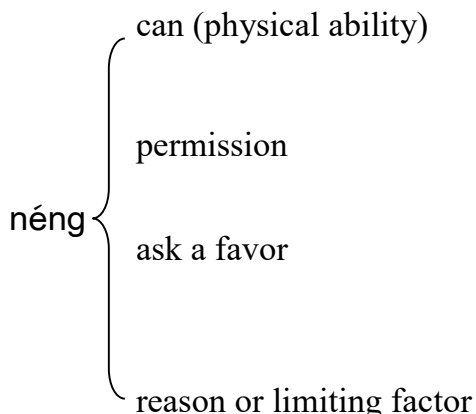 can (physical ability)
permission
néng
ask a favor
reason or limiting factor